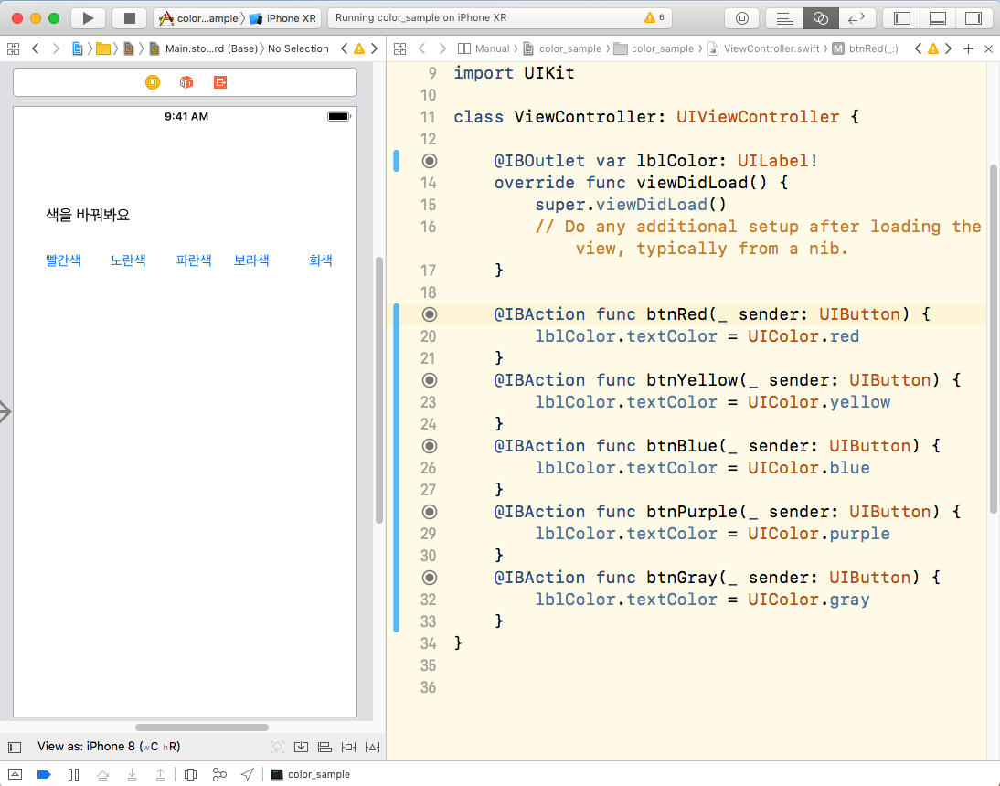 color...ample 〉 iPhone XR
Running color_sample on iPhone XR
6
Main.sto...rd (Base) 〉 No Selection
Manual 〉 color_sample 〉 color_sample 〉 ViewController.swift 〉 M btnRed(_:)
9:41 AM
색을 바꿔봐요
빨간색 노란색 파란색 보라색 회색
View as: iPhone 8 (wC hR)
9 import UIKit
10
11 class ViewController: UIViewController {
12
@IBOutlet var lblColor: UILabel!
14 override func viewDidLoad() {
15 super.viewDidLoad()
16 // Do any additional setup after loading the
view, typically from a nib.
17 }
18
@IBAction func btnRed(_ sender: UIButton) {
20 lblColor.textColor = UIColor.red
21 }
@IBAction func btnYellow(_ sender: UIButton) {
23 lblColor.textColor = UIColor.yellow
24 }
@IBAction func btnBlue(_ sender: UIButton) {
26 lblColor.textColor = UIColor.blue
27 }
@IBAction func btnPurple(_ sender: UIButton) {
29 lblColor.textColor = UIColor.purple
30 }
@IBAction func btnGray(_ sender: UIButton) {
32 lblColor.textColor = UIColor.gray
33 }
34 }
35
36
color_sample